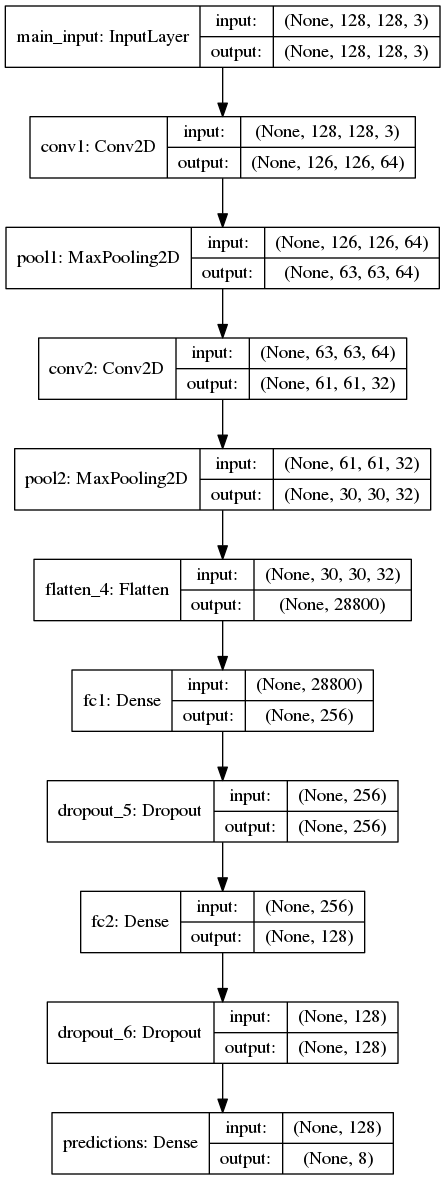 main_input: InputLayer
input:
(None, 128, 128, 3)
output:
(None, 128, 128, 3)
conv1: Conv2D
input:
(None, 128, 128, 3)
output:
(None, 126, 126, 64)
pool1: MaxPooling2D
input:
(None, 126, 126, 64)
output:
(None, 63, 63, 64)
conv2: Conv2D
input:
(None, 63, 63, 64)
output:
(None, 61, 61, 32)
pool2: MaxPooling2D
input:
(None, 61, 61, 32)
output:
(None, 30, 30, 32)
flatten_4: Flatten
input:
(None, 30, 30, 32)
output:
(None, 28800)
fc1: Dense
input:
(None, 28800)
output:
(None, 256)
dropout_5: Dropout
input:
(None, 256)
output:
(None, 256)
fc2: Dense
input:
(None, 256)
output:
(None, 128)
dropout_6: Dropout
input:
(None, 128)
output:
(None, 128)
predictions: Dense
input:
(None, 128)
output:
(None, 8)